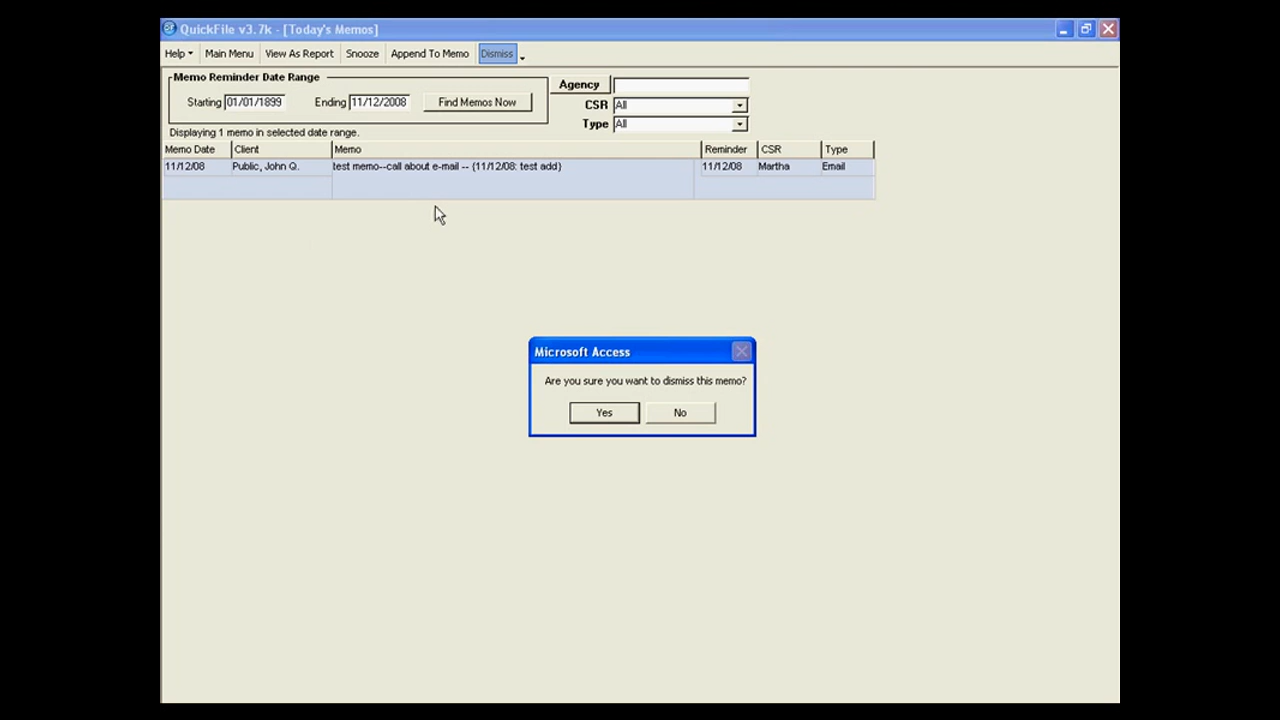 QuickFile v3.7k - [Today's Memos]
Help Main Menu View As Report Snooze Append To Memo Dismiss
Memo Reminder Date Range
Starting 01/01/1899 Ending 11/12/2008 Find Memos Now
Agency
CSR All
Type All
Displaying 1 memo in selected date range.
Memo Date Client Memo Reminder CSR Type
11/12/08 Public, John Q. test memo--call about e-mail -- {11/12/08: test add} 11/12/08 Martha Email
Microsoft Access
Are you sure you want to dismiss this memo?
Yes No